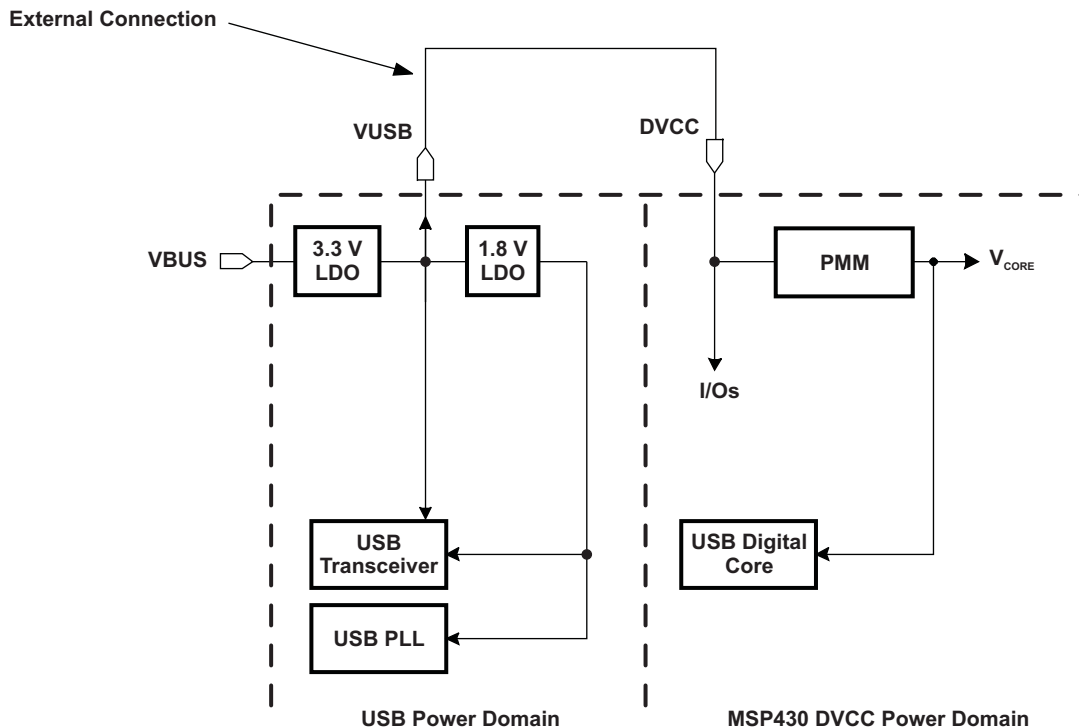 External Connection
VUSB
DVCC
VBUS
3.3 V
LDO
1.8 V
LDO
PMM
VCORE
I/Os
USB
Transceiver
USB Digital
Core
USB PLL
USB Power Domain
MSP430 DVCC Power Domain